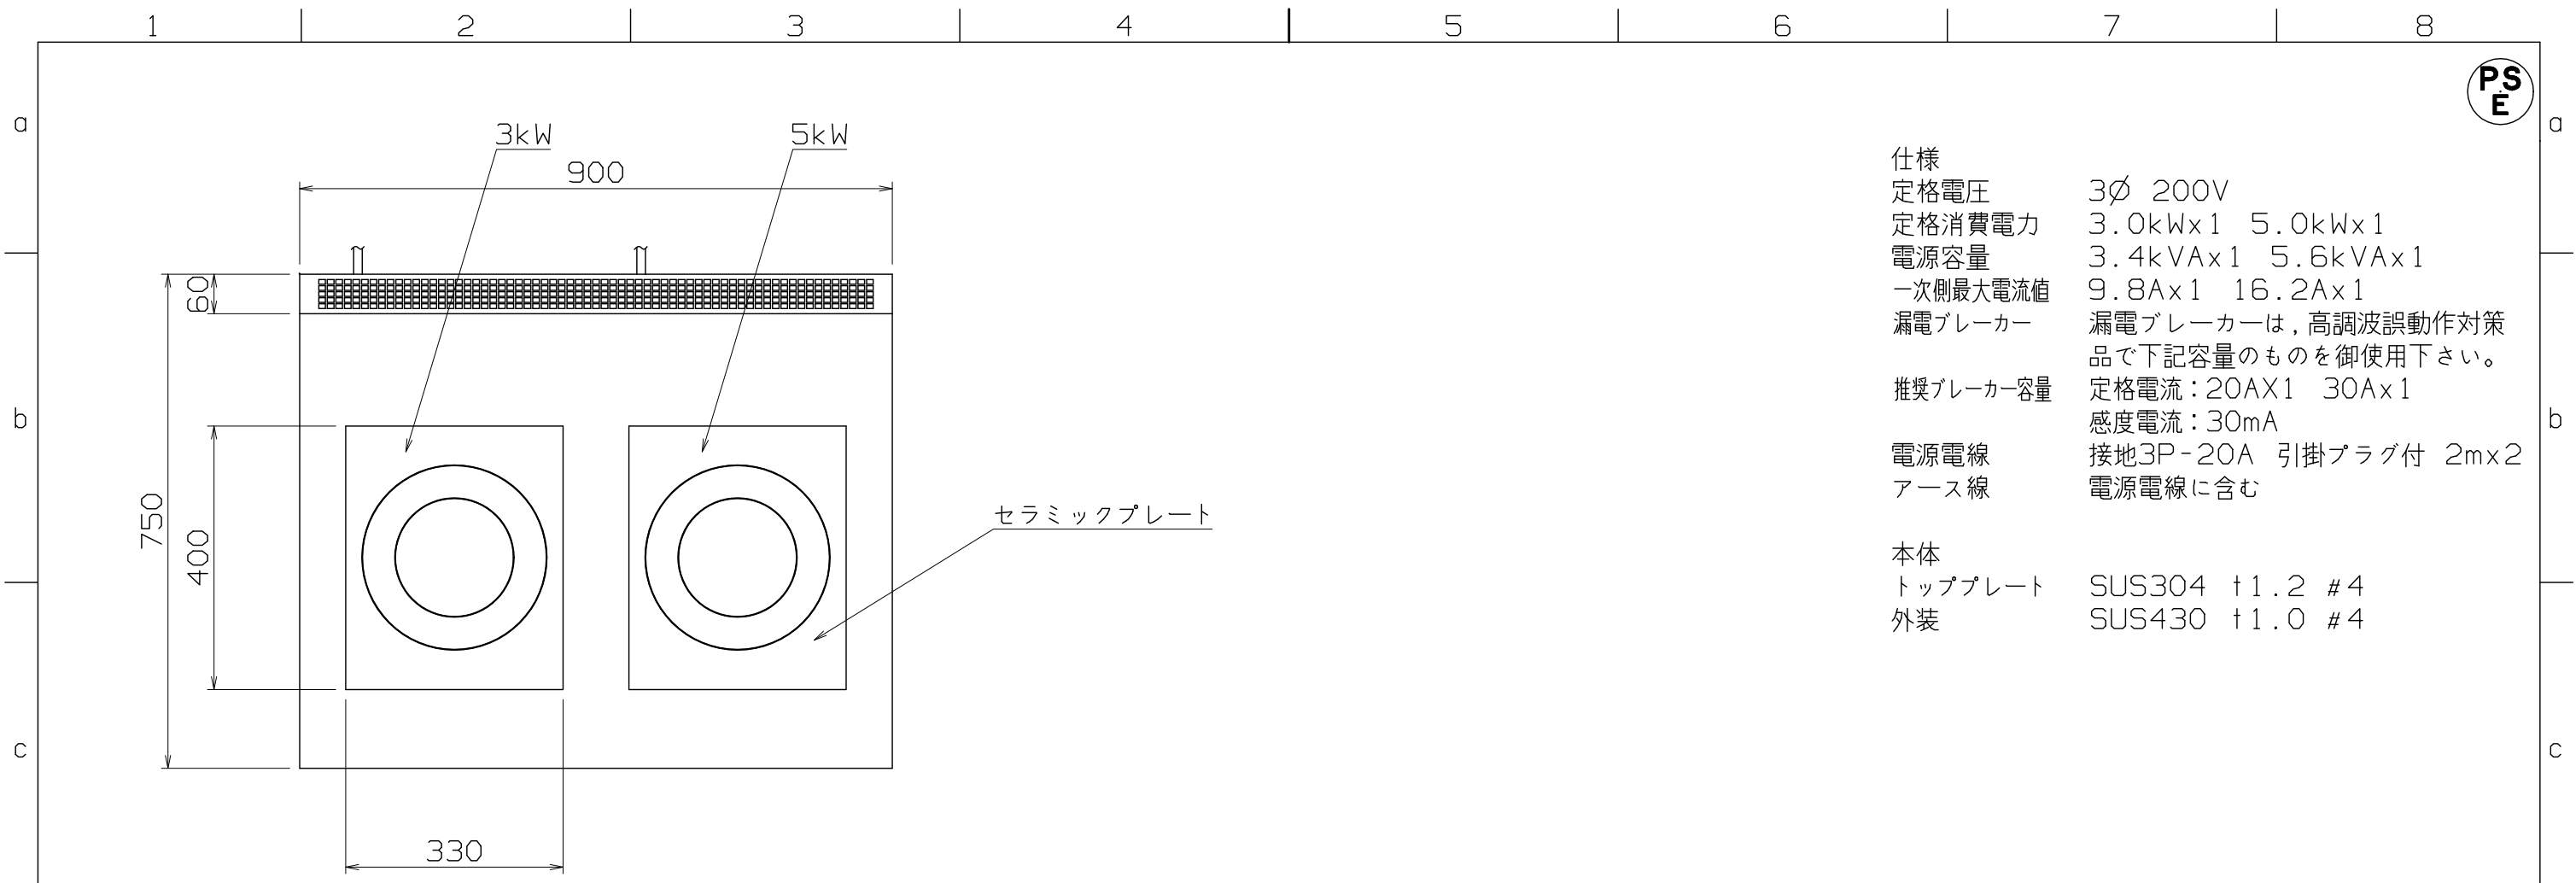 1 2 3 4 5 6 7 8
PS
E
a a
3kW 5kW
900
仕様
定格電圧 3Ø 200V
定格消費電力 3.0kWx1 5.0kWx1
電源容量 3.4kVAx1 5.6kVAx1
一次側最大電流値 9.8Ax1 16.2Ax1
60
漏電ブレーカー 漏電ブレーカーは,高調波誤動作対策
品で下記容量のものを御使用下さい。
推奨ブレーカー容量 定格電流:20AX1 30Ax1
感度電流:30mA
b b
電源電線 接地3P-20A 引掛プラグ付 2mx2
アース線 電源電線に含む
750
400
セラミックプレート
本体
トッププレート SUS304 t1.2 #4
外装 SUS430 t1.0 #4
c c
330